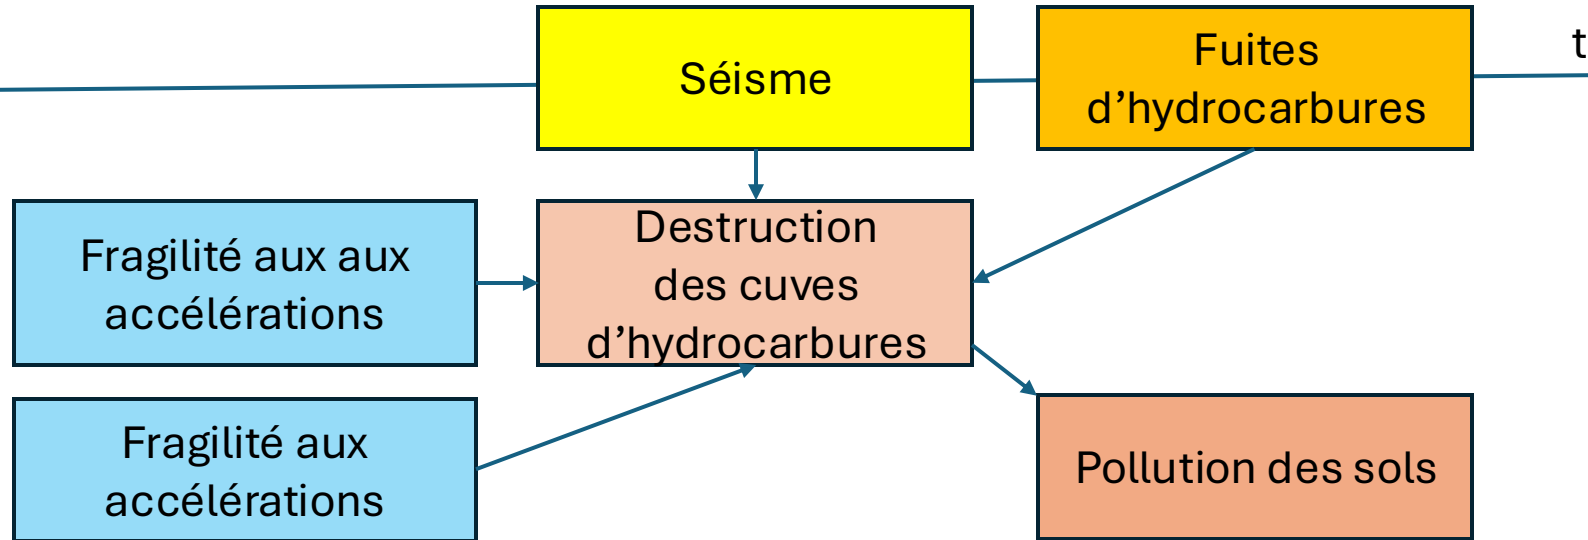 Séisme
Fuites
d’hydrocarbures
t
Fragilité aux aux
accélérations
Destruction
des cuves
d’hydrocarbures
Fragilité aux
accélérations
Pollution des sols